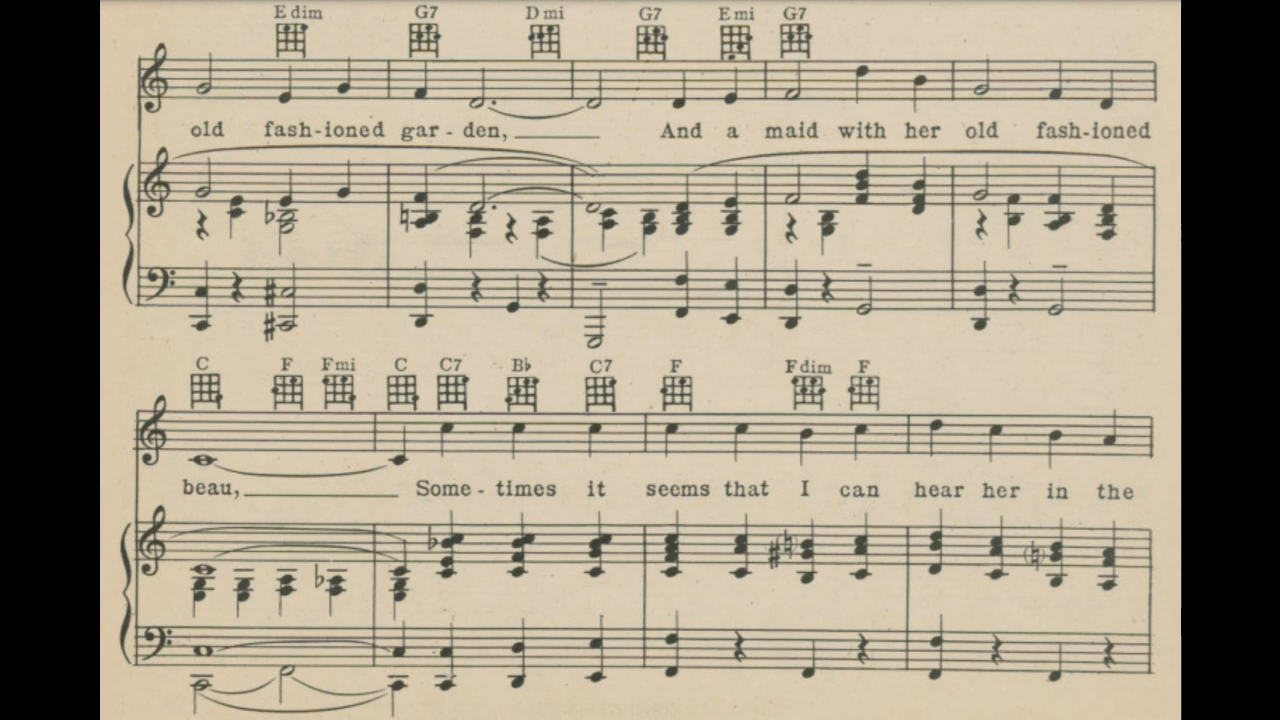 E dim G7 D mi G7 E mi G7
old fash-ioned gar-den, And a maid with her old fash-ioned
C F F mi C C7 B♭ C7 F F dim F
beau, Some-times it seems that I can hear her in the